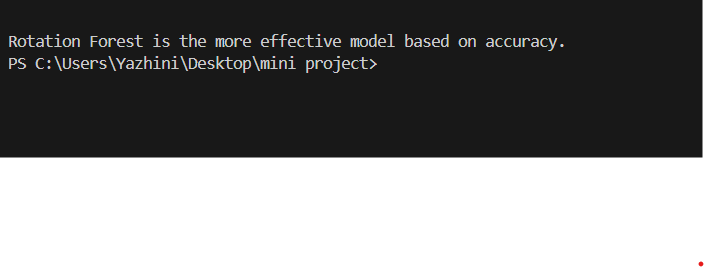 Rotation Forest is the more effective model based on accuracy.
PS C:\Users\Yazhini\Desktop\mini project>